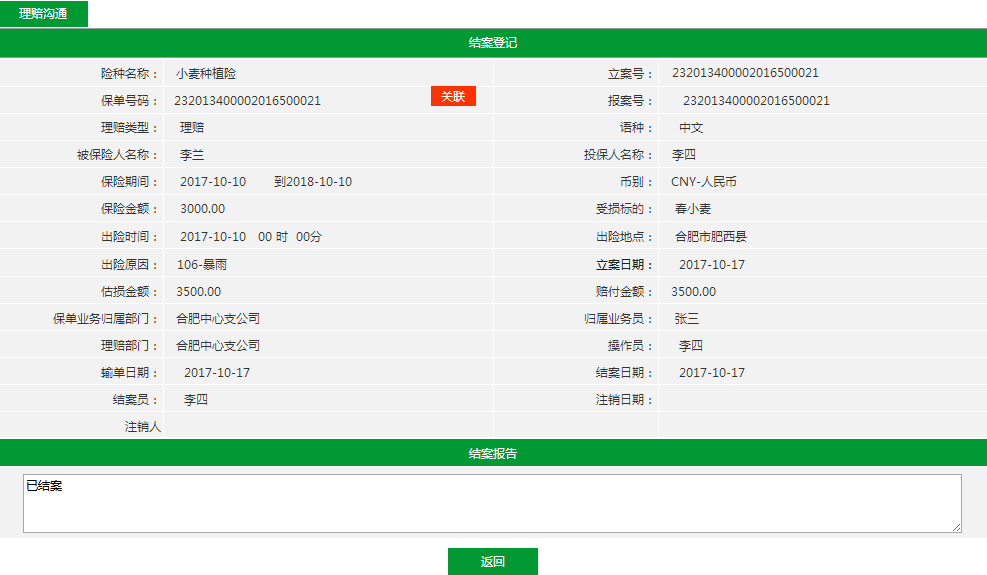 理赔沟通
结案登记
险种名称： 小麦种植险 立案号： 232013400002016500021
保单号码： 232013400002016500021 关联 报案号： 232013400002016500021
理赔类型： 理赔 语种： 中文
被保险人名称： 李兰 投保人名称： 李四
保险期间： 2017-10-10 到2018-10-10 币别： CNY-人民币
保险金额： 3000.00 受损标的： 春小麦
出险时间： 2017-10-10 00 时 00分 出险地点： 合肥市肥西县
出险原因： 106-暴雨 立案日期： 2017-10-17
估损金额： 3500.00 赔付金额： 3500.00
保单业务归属部门： 合肥中心支公司 归属业务员： 张三
理赔部门： 合肥中心支公司 操作员： 李四
输单日期： 2017-10-17 结案日期： 2017-10-17
结案员： 李四 注销日期：
注销人
结案报告
已结案
返回